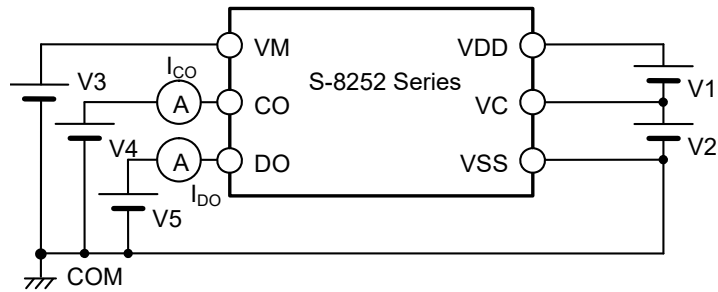 VM
VDD
V3
I_CO
A
CO
S-8252 Series
VC
V1
V4
A
DO
VSS
V2
I_DO
V5
COM